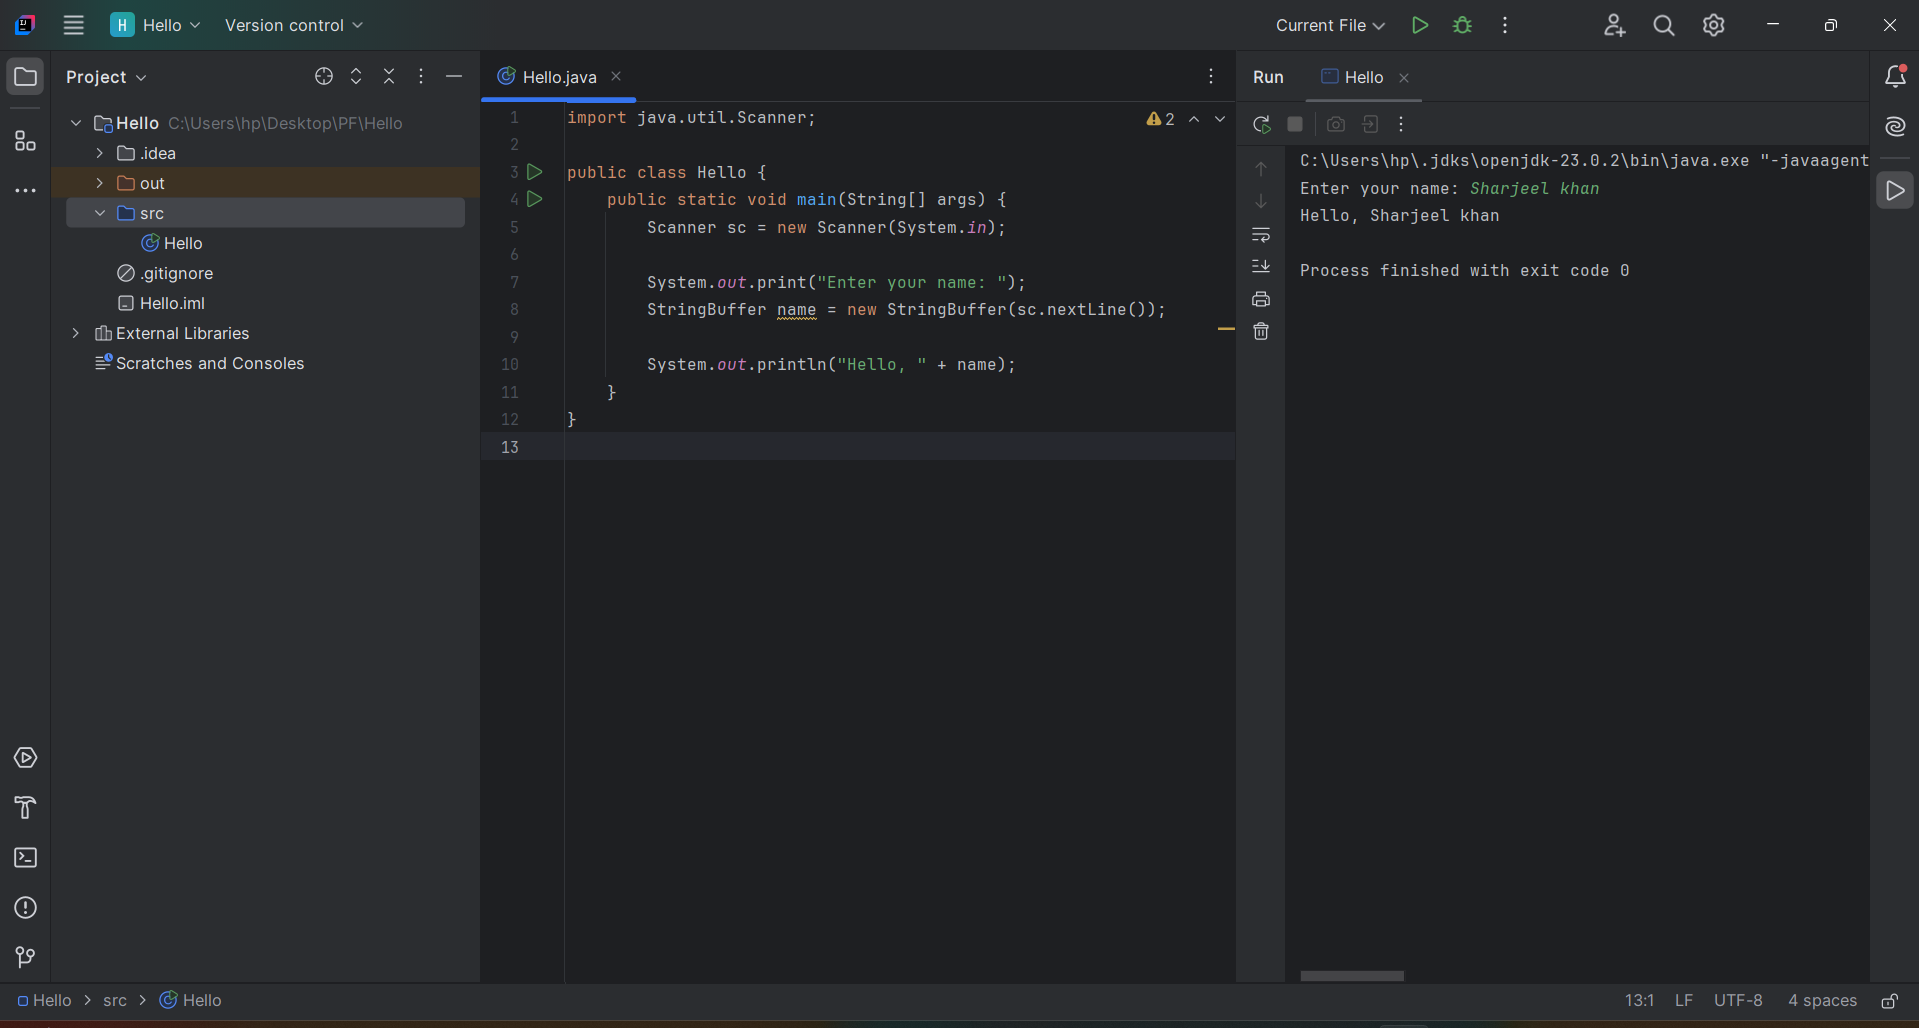 H Hello Version control Current File
Project
Hello C:\Users\hp\Desktop\PF\Hello
.idea
out
src
Hello
.gitignore
Hello.iml
External Libraries
Scratches and Consoles
Hello.java
2
1 import java.util.Scanner;
2
3 public class Hello {
4 public static void main(String[] args) {
5 Scanner sc = new Scanner(System.in);
6
7 System.out.print("Enter your name: ");
8 StringBuffer name = new StringBuffer(sc.nextLine());
9
10 System.out.println("Hello, " + name);
11 }
12 }
13
Run Hello
C:\Users\hp\.jdks\openjdk-23.0.2\bin\java.exe "-javaagent
Enter your name: Sharjeel khan
Hello, Sharjeel khan
Process finished with exit code 0
Hello > src > Hello
13:1 LF UTF-8 4 spaces